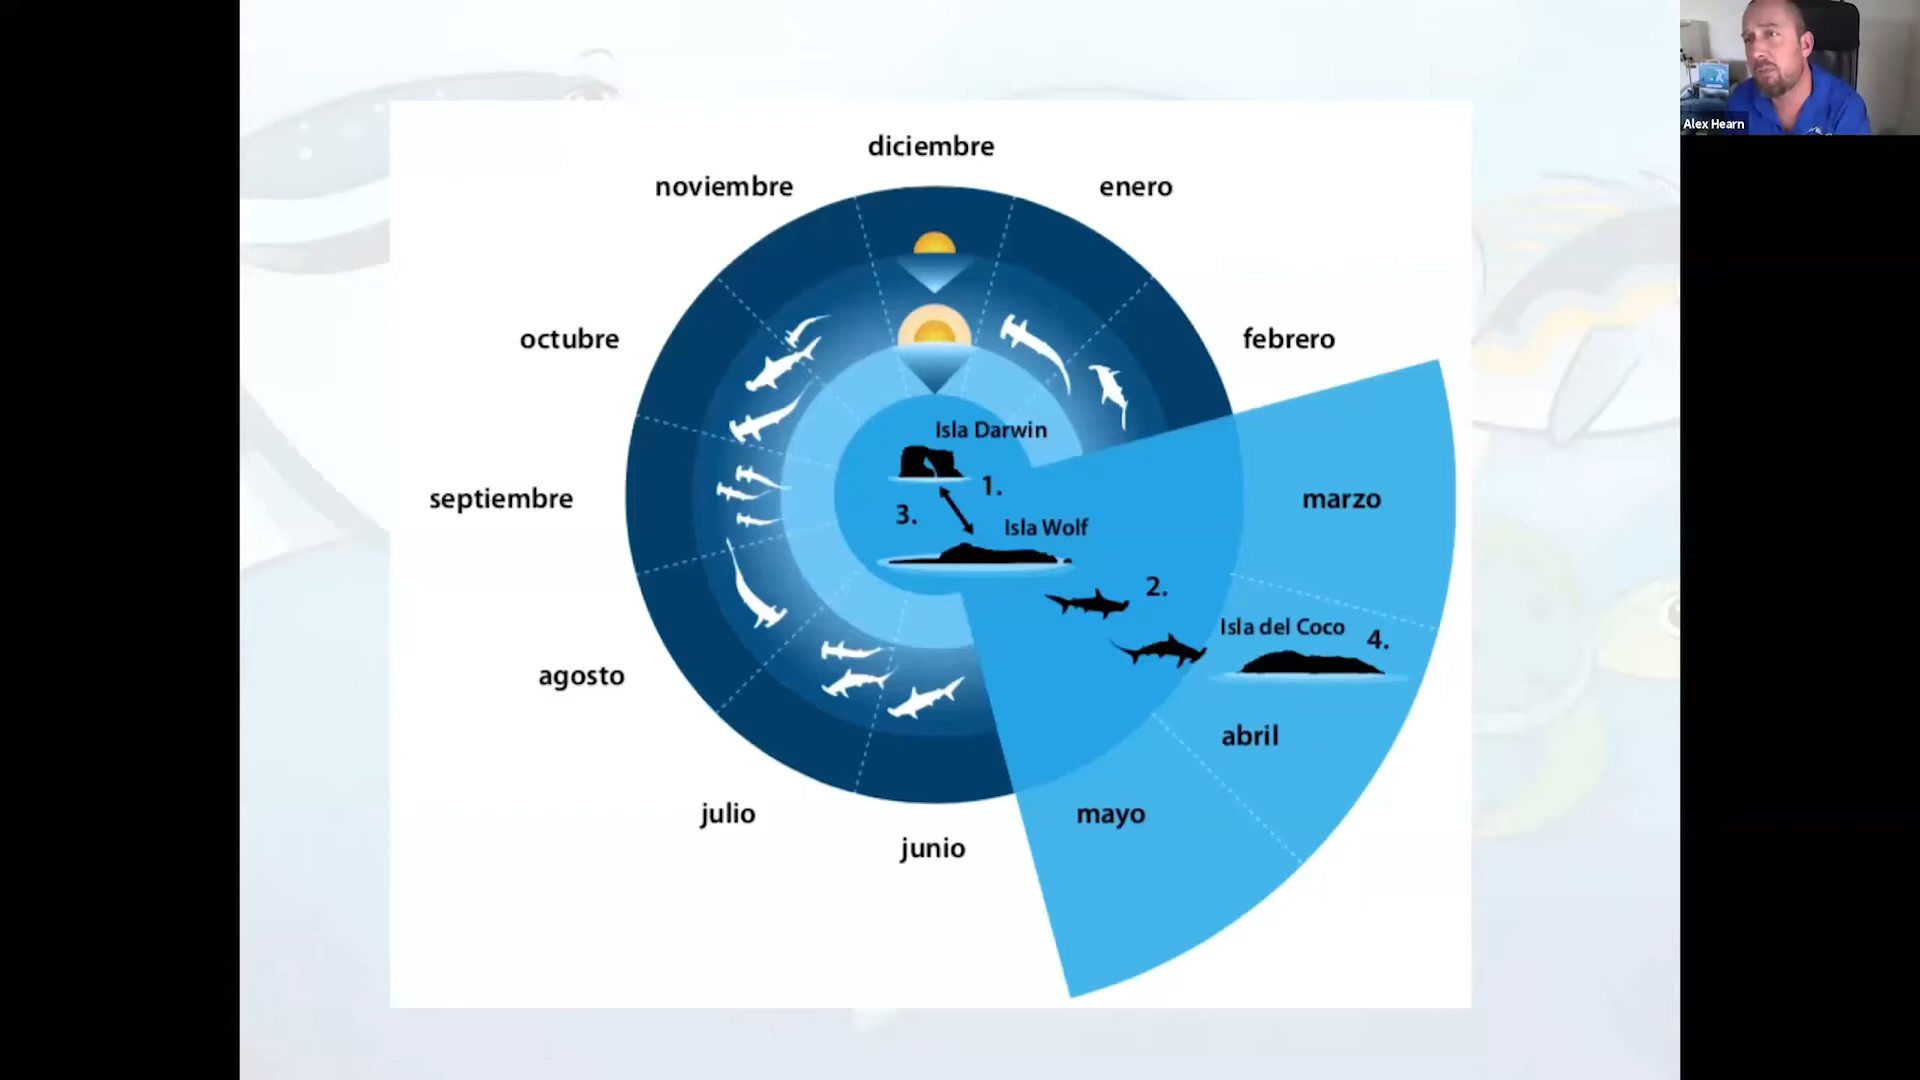 Alex Hearn
diciembre
noviembre
enero
octubre
febrero
Isla Darwin
1.
septiembre
3.
Isla Wolf
marzo
2.
Isla del Coco
4.
agosto
abril
julio
mayo
junio